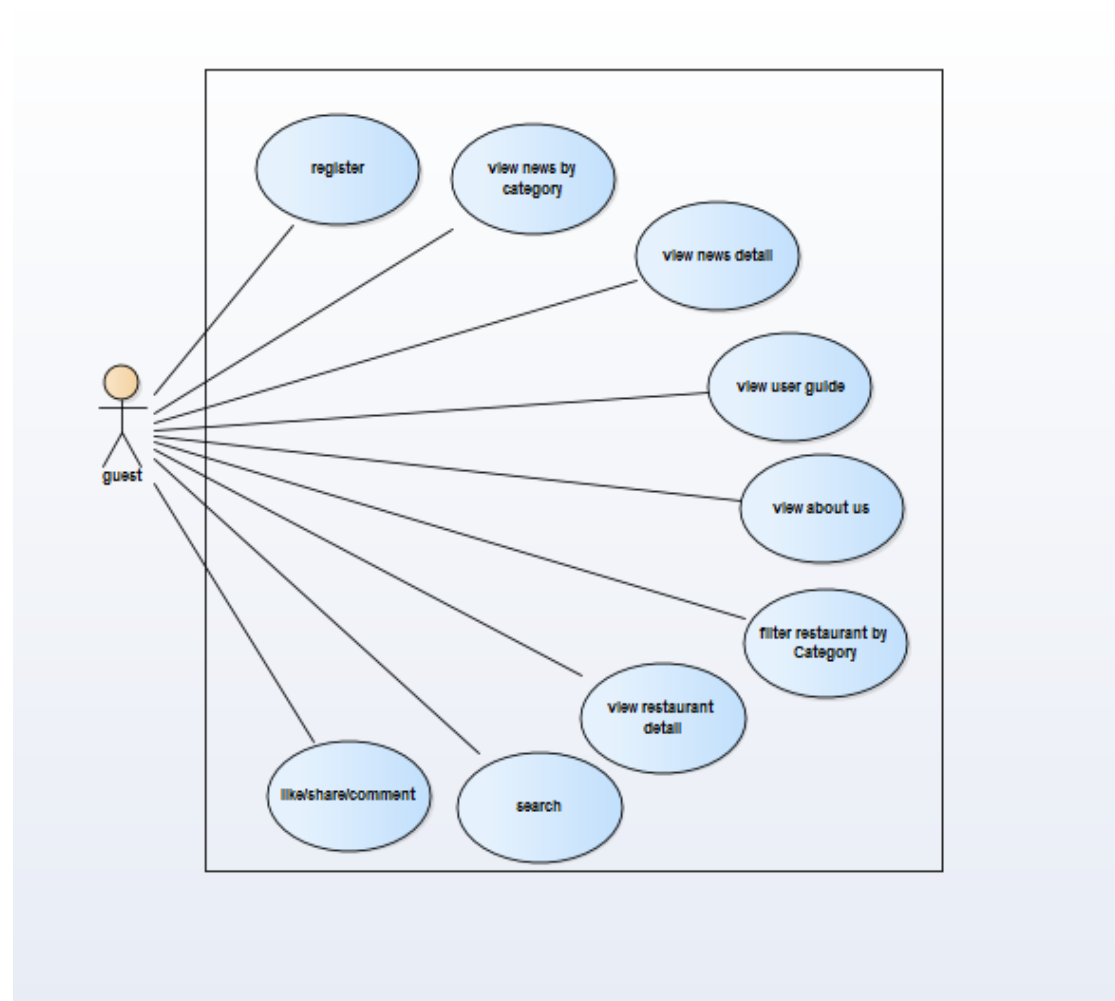 register
view news by
category
view news detail
view user guide
guest
view about us
filter restaurant by
Category
view restaurant
detail
like/share/comment
search